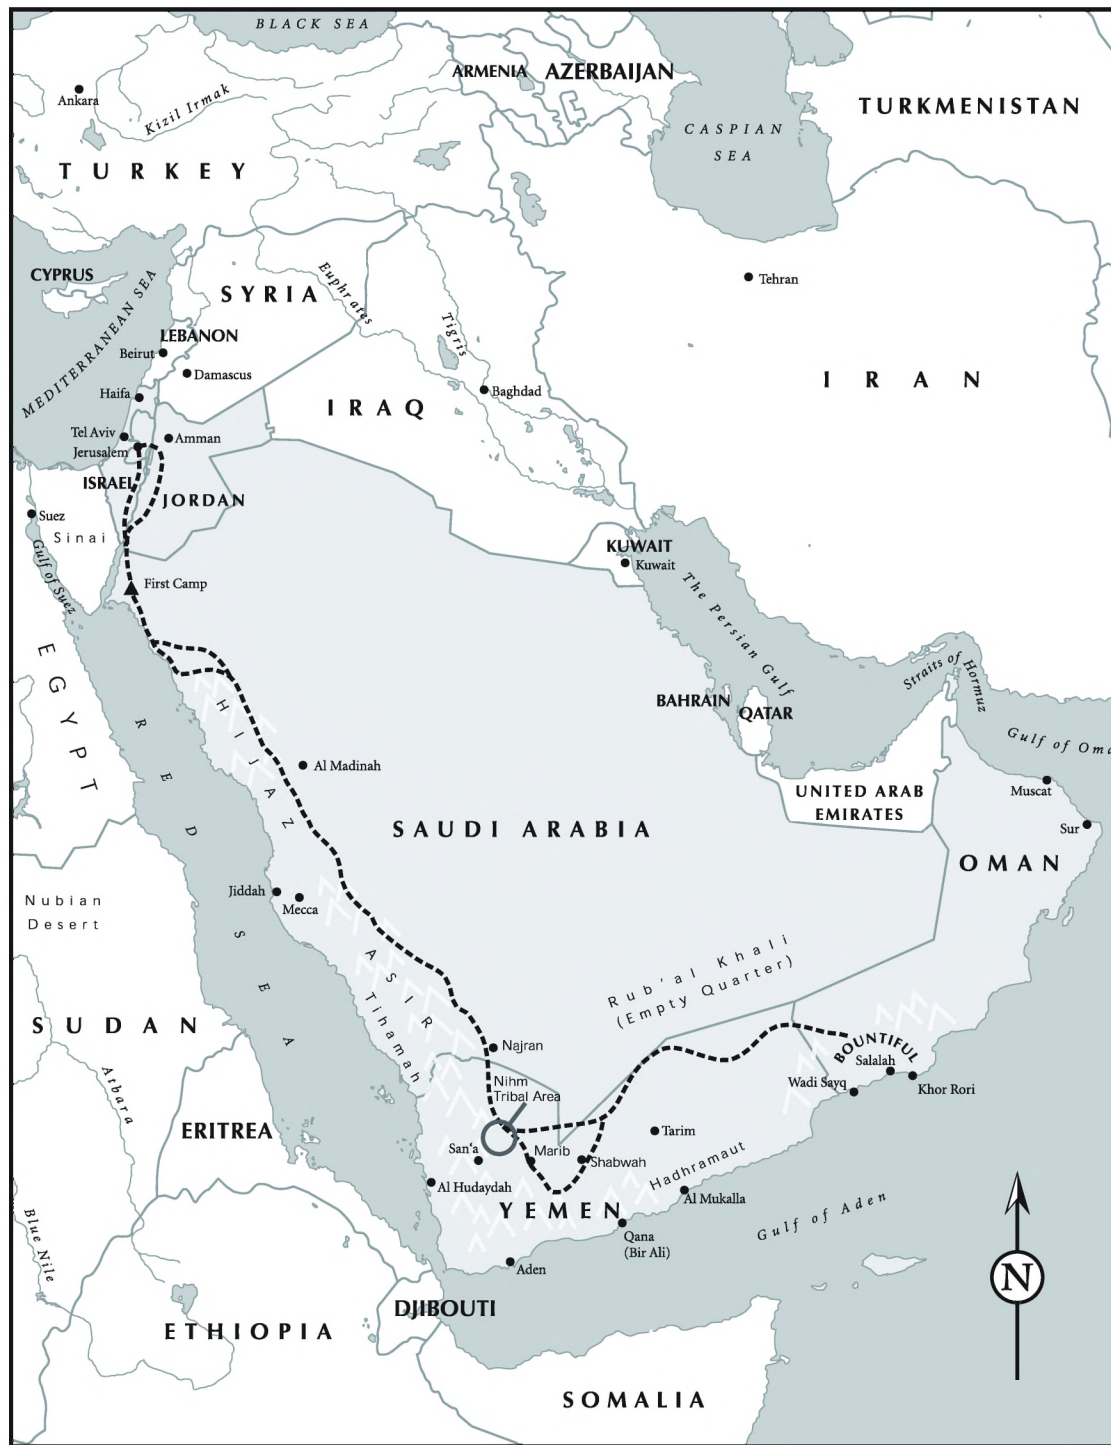 BLACK SEA
ARMENIA
AZERBAIJAN
TURKMENISTAN
Ankara
Kizil Irmak
CASPIAN
SEA
TURKEY
CYPRUS
MEDITERRANEAN SEA
SYRIA
Euphrates
Tigris
Tehran
LEBANON
Beirut
Damascus
Haifa
Baghdad
IRAN
IRAQ
Tel Aviv
Amman
Jerusalem
ISRAEL
JORDAN
Suez
Sinai
Gulf of Suez
KUWAIT
Kuwait
First Camp
The Persian Gulf
EGYPT
Straits of
Hormuz
BAHRAIN
QATAR
Gulf of Oma
RED SEA
HIJAZ
Al Madinah
UNITED ARAB
EMIRATES
Muscat
Sur
SAUDI ARABIA
OMAN
Jiddah
Mecca
Nubian
Desert
ASIR
Tihamah
Rub'al Khali
(Empty Quarter)
SUDAN
Atbara
Najran
BOUNTIFUL
Salalah
Wadi Sayq
Khor Rori
Nihm
Tribal Area
ERITREA
San'a
Marib
Shabwah
Tarim
Hadhramaut
Al Hudaydah
Al Mukalla
YEMEN
Qana
(Bir Ali)
Gulf of Aden
Blue Nile
Aden
N
DJIBOUTI
ETHIOPIA
SOMALIA